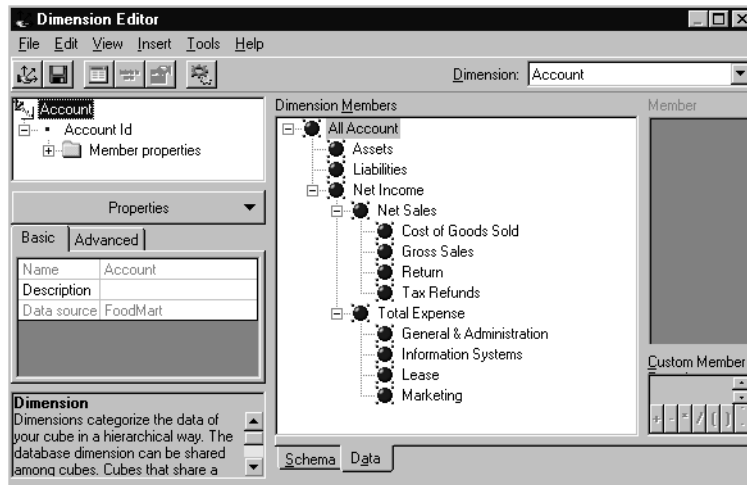 Dimension Editor
File Edit View Insert Tools Help
Dimension: Account
Account
Account Id
Member properties
Properties
Basic Advanced
Name Account
Description
Data source FoodMart
Dimension
Dimensions categorize the data of
your cube in a hierarchical way. The
database dimension can be shared
among cubes. Cubes that share a
Dimension Members
All Account
Assets
Liabilities
Net Income
Net Sales
Cost of Goods Sold
Gross Sales
Return
Tax Refunds
Total Expense
General & Administration
Information Systems
Lease
Marketing
Schema Data
Member
Custom Member
+ - * / ( )